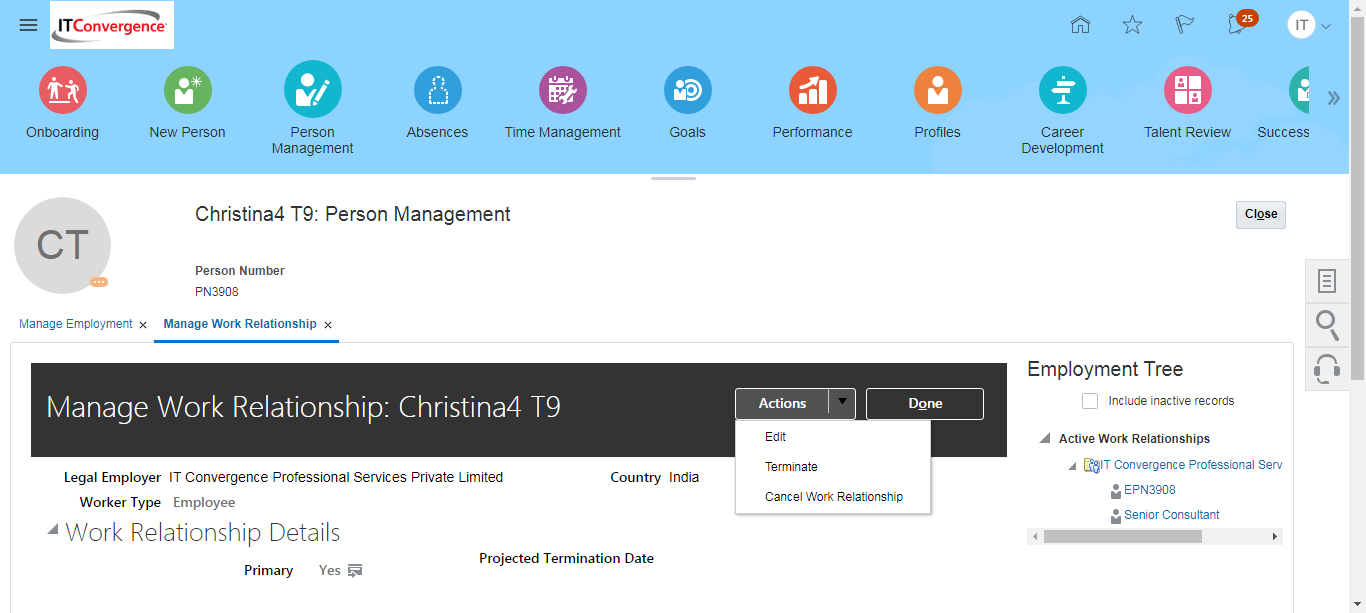 ITConvergence
25
IT
Onboarding
New Person
Person
Management
Absences
Time Management
Goals
Performance
Profiles
Career
Development
Talent Review
Success
CT
Christina4 T9: Person Management
Close
Person Number
PN3908
Manage Employment
Manage Work Relationship
Manage Work Relationship: Christina4 T9
Actions
Done
Edit
Terminate
Cancel Work Relationship
Legal Employer IT Convergence Professional Services Private Limited
Country India
Worker Type Employee
Work Relationship Details
Projected Termination Date
Primary Yes
Employment Tree
Include inactive records
Active Work Relationships
IT Convergence Professional Serv
EPN3908
Senior Consultant